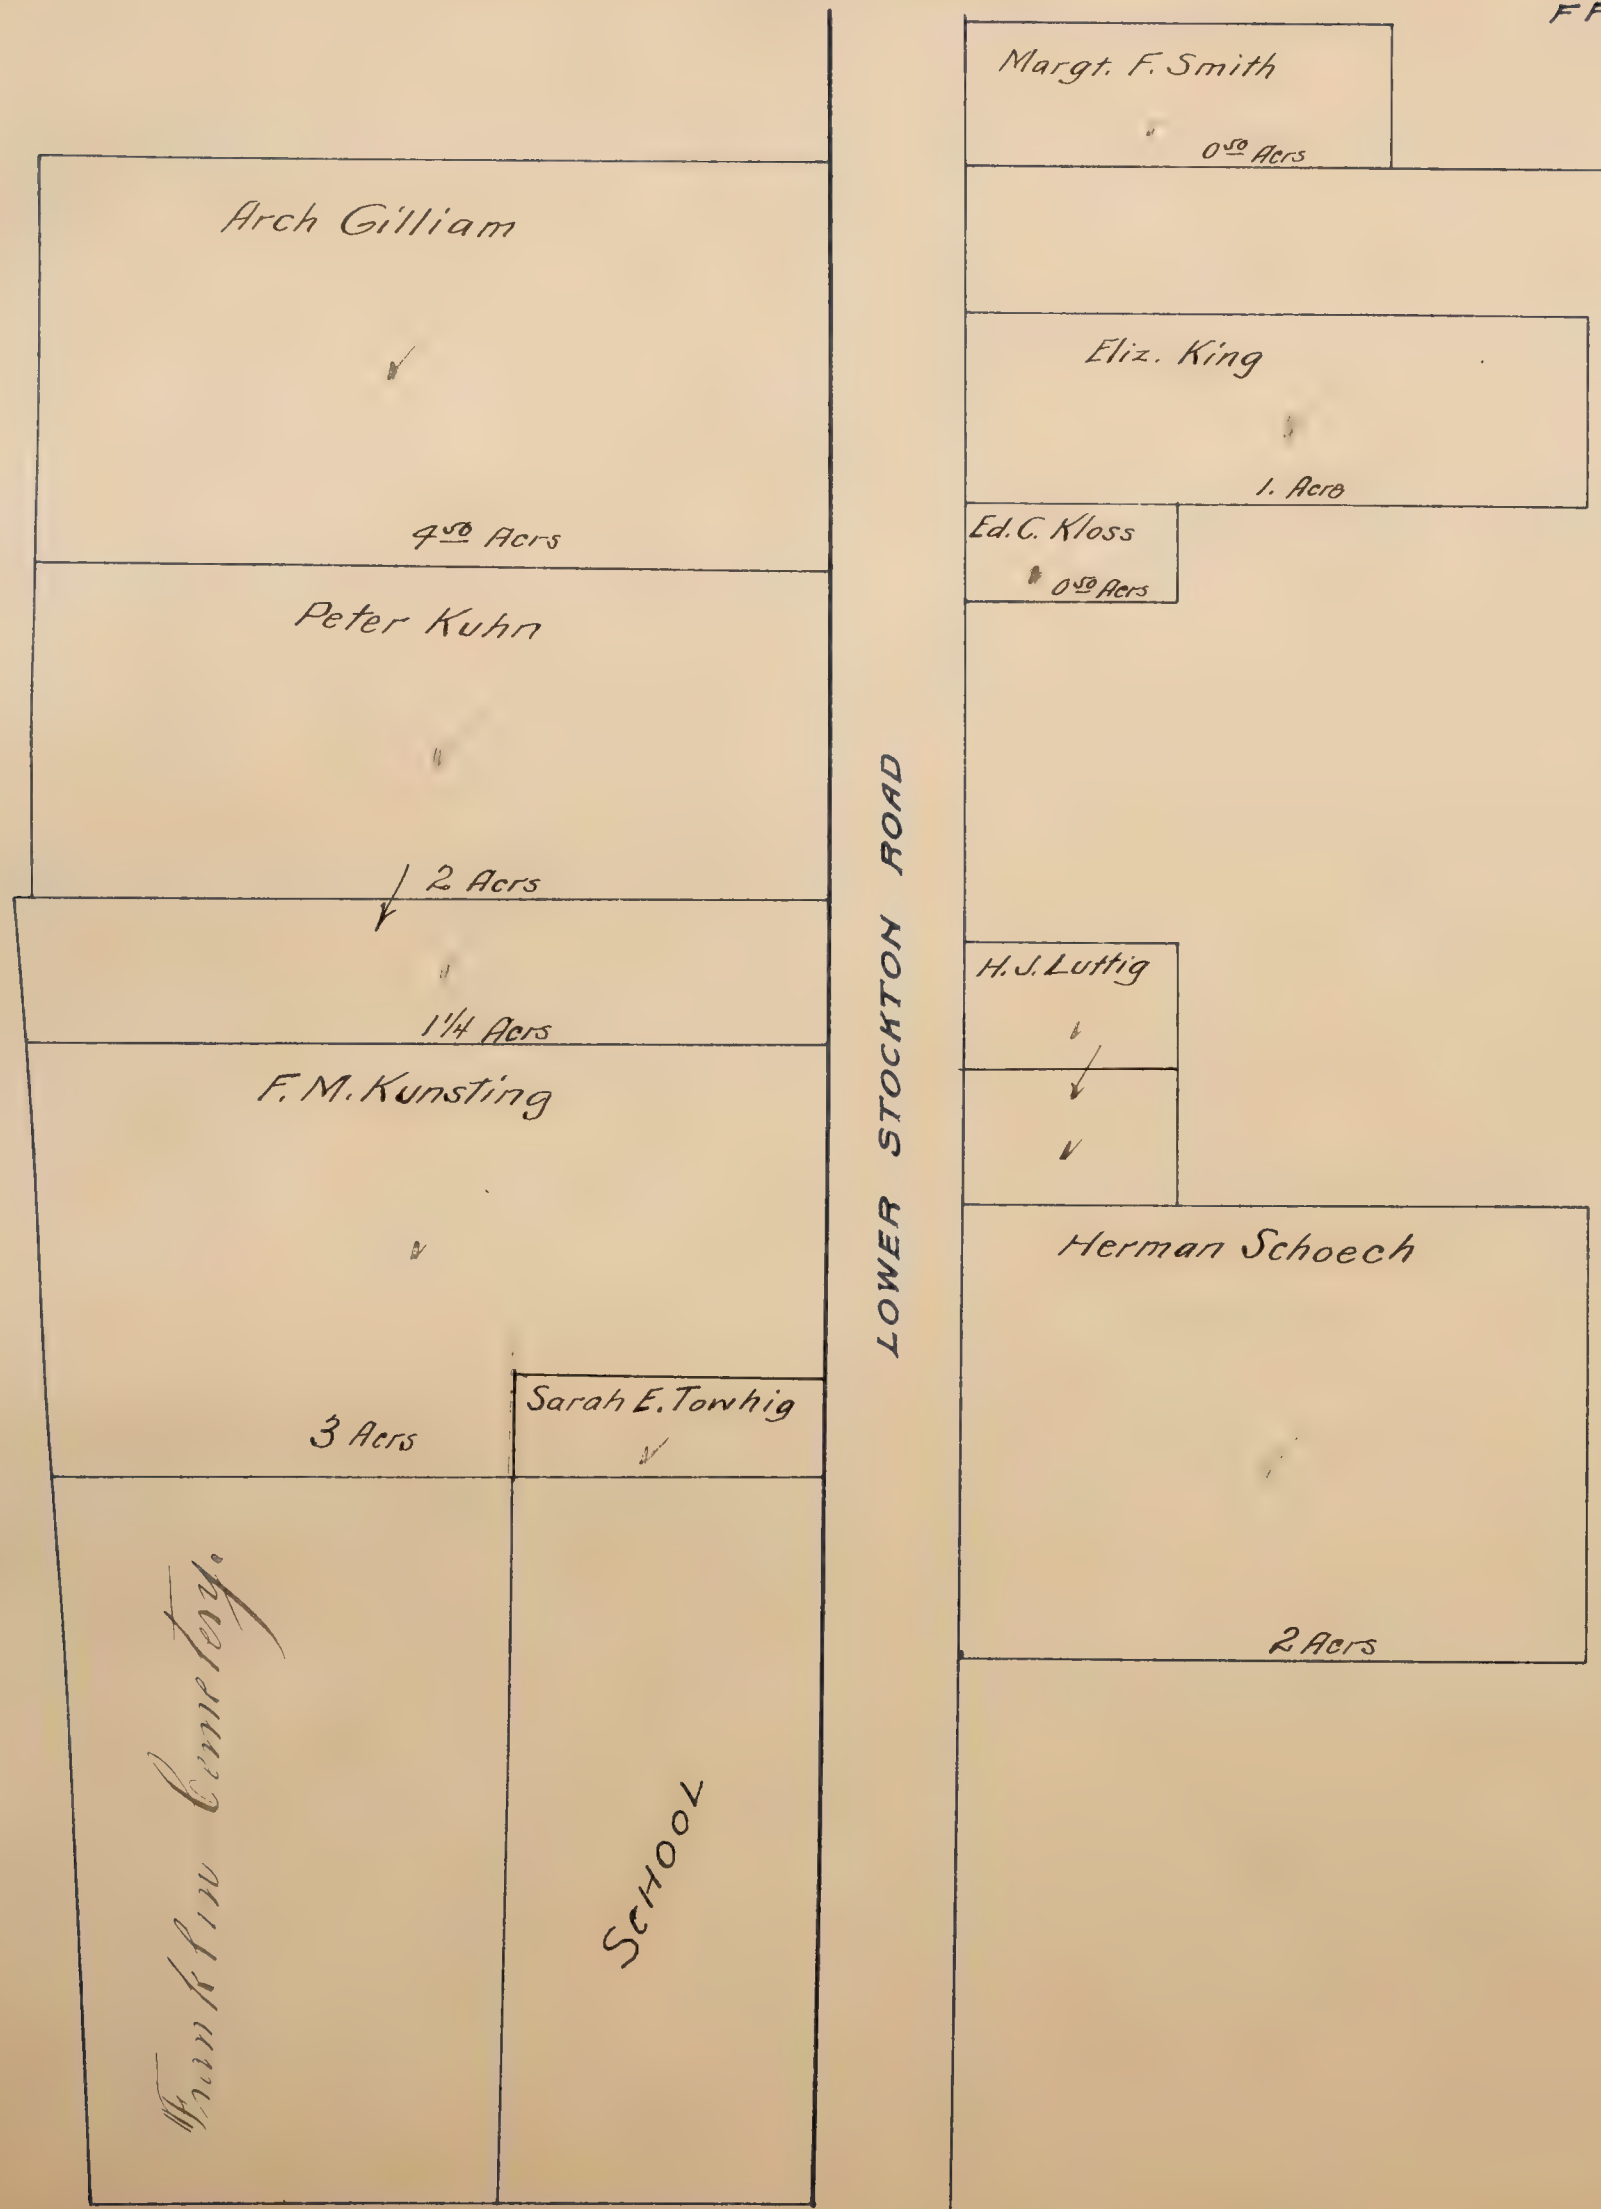 Margt. F. Smith
0 50 Acrs
Arch Gilliam
4 50 Acrs
Eliz. King
1. Acre
Ed. C. Kloss
0 50 Acrs
Peter Kuhn
2 Acrs
1 1/4 Acrs
LOWER STOCKTON ROAD
H. J. Luttig
F. M. Kunsting
3 Acrs
Sarah E. Towhig
Herman Schoech
2 Acrs
Franklin Cemetery.
SCHOOL